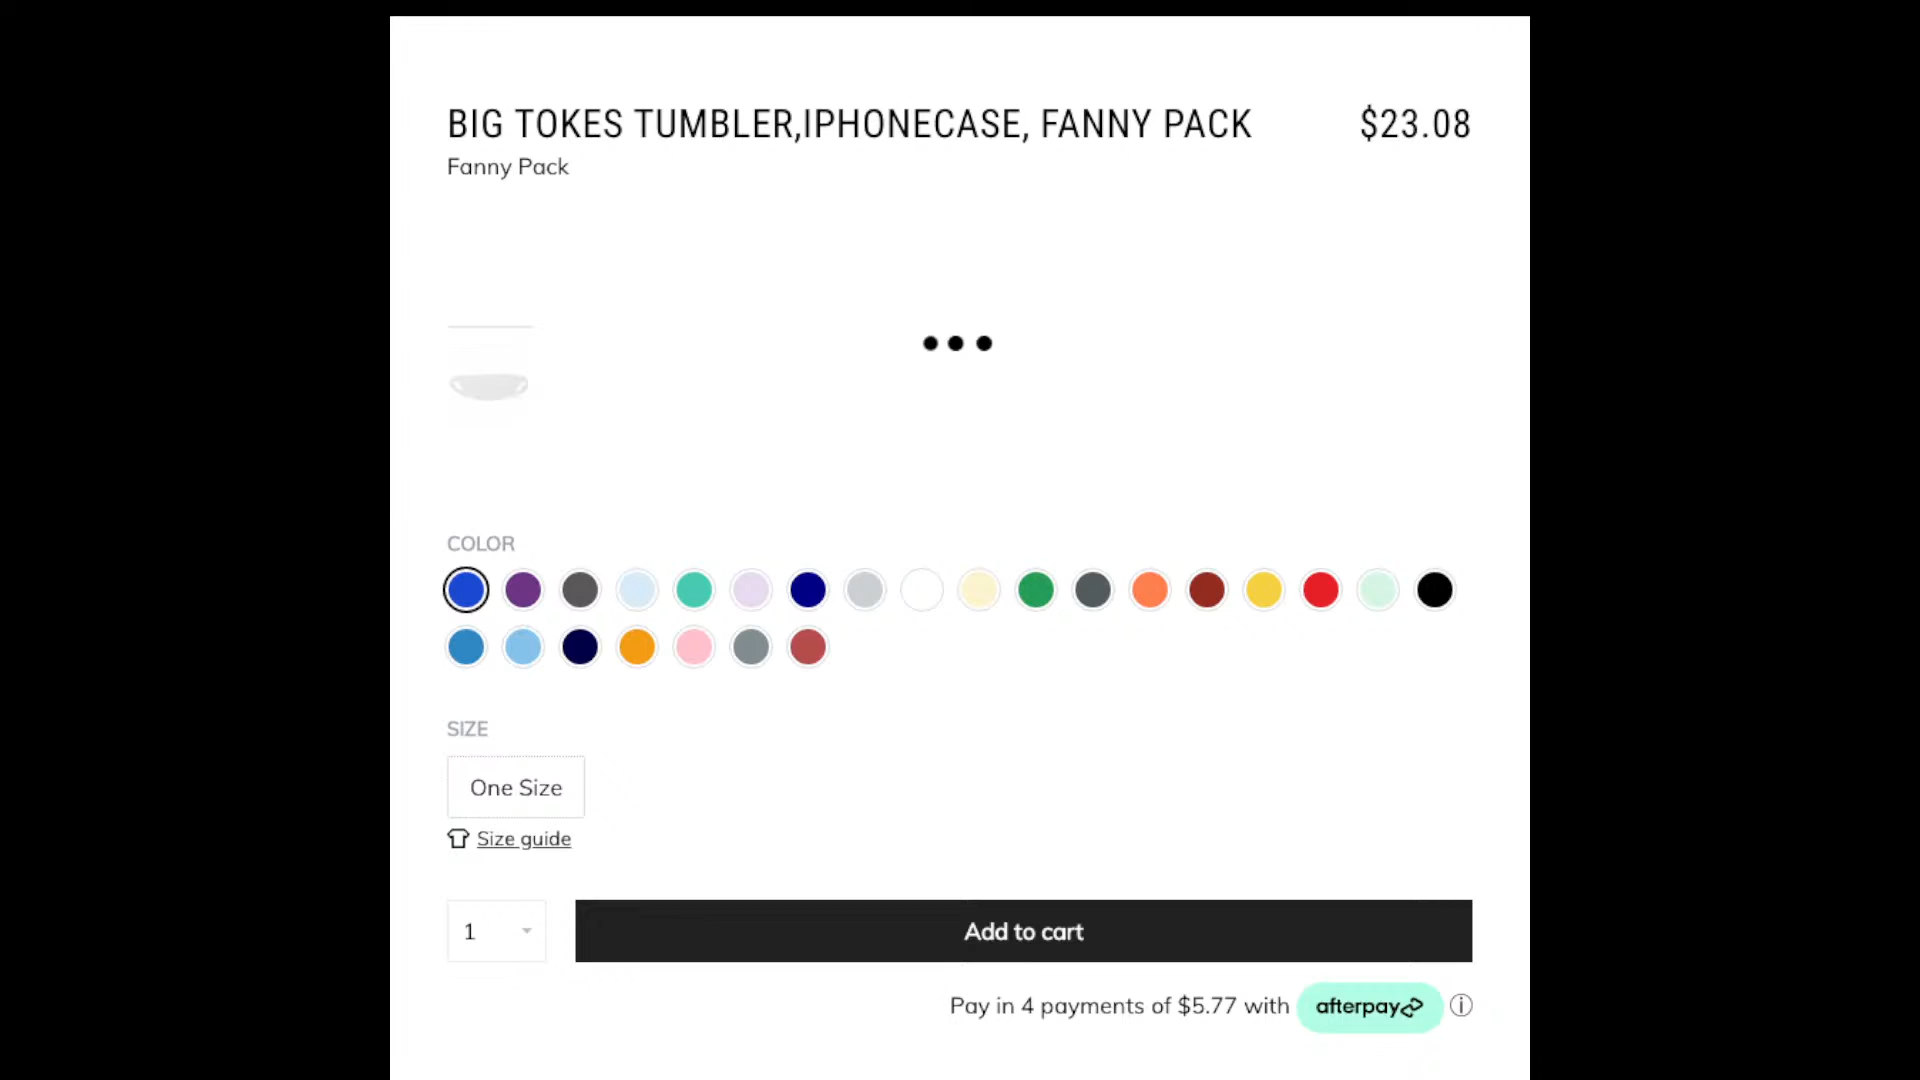 BIG TOKES TUMBLER,IPHONECASE, FANNY PACK
$23.08
Fanny Pack
COLOR
SIZE
One Size
Size guide
1
Add to cart
Pay in 4 payments of $5.77 with afterpay